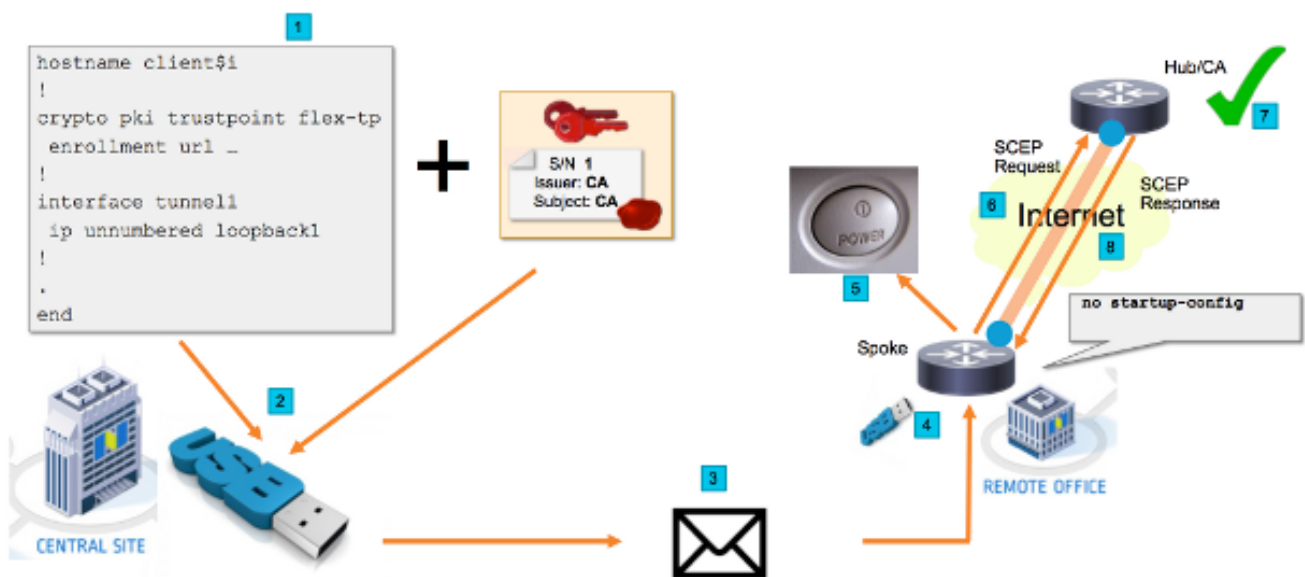 1
hostname client$i
!
crypto pki trustpoint flex-tp
enrollment url …
!
interface tunnel1
ip unnumbered loopback1
!
.
end
+
S/N 1
Issuer: CA
Subject: CA
Hub/CA
7
SCEP
Request
SCEP
Response
6
Internet
8
POWER
5
no startup-config
Spoke
2
USB
4
3
REMOTE OFFICE
CENTRAL SITE